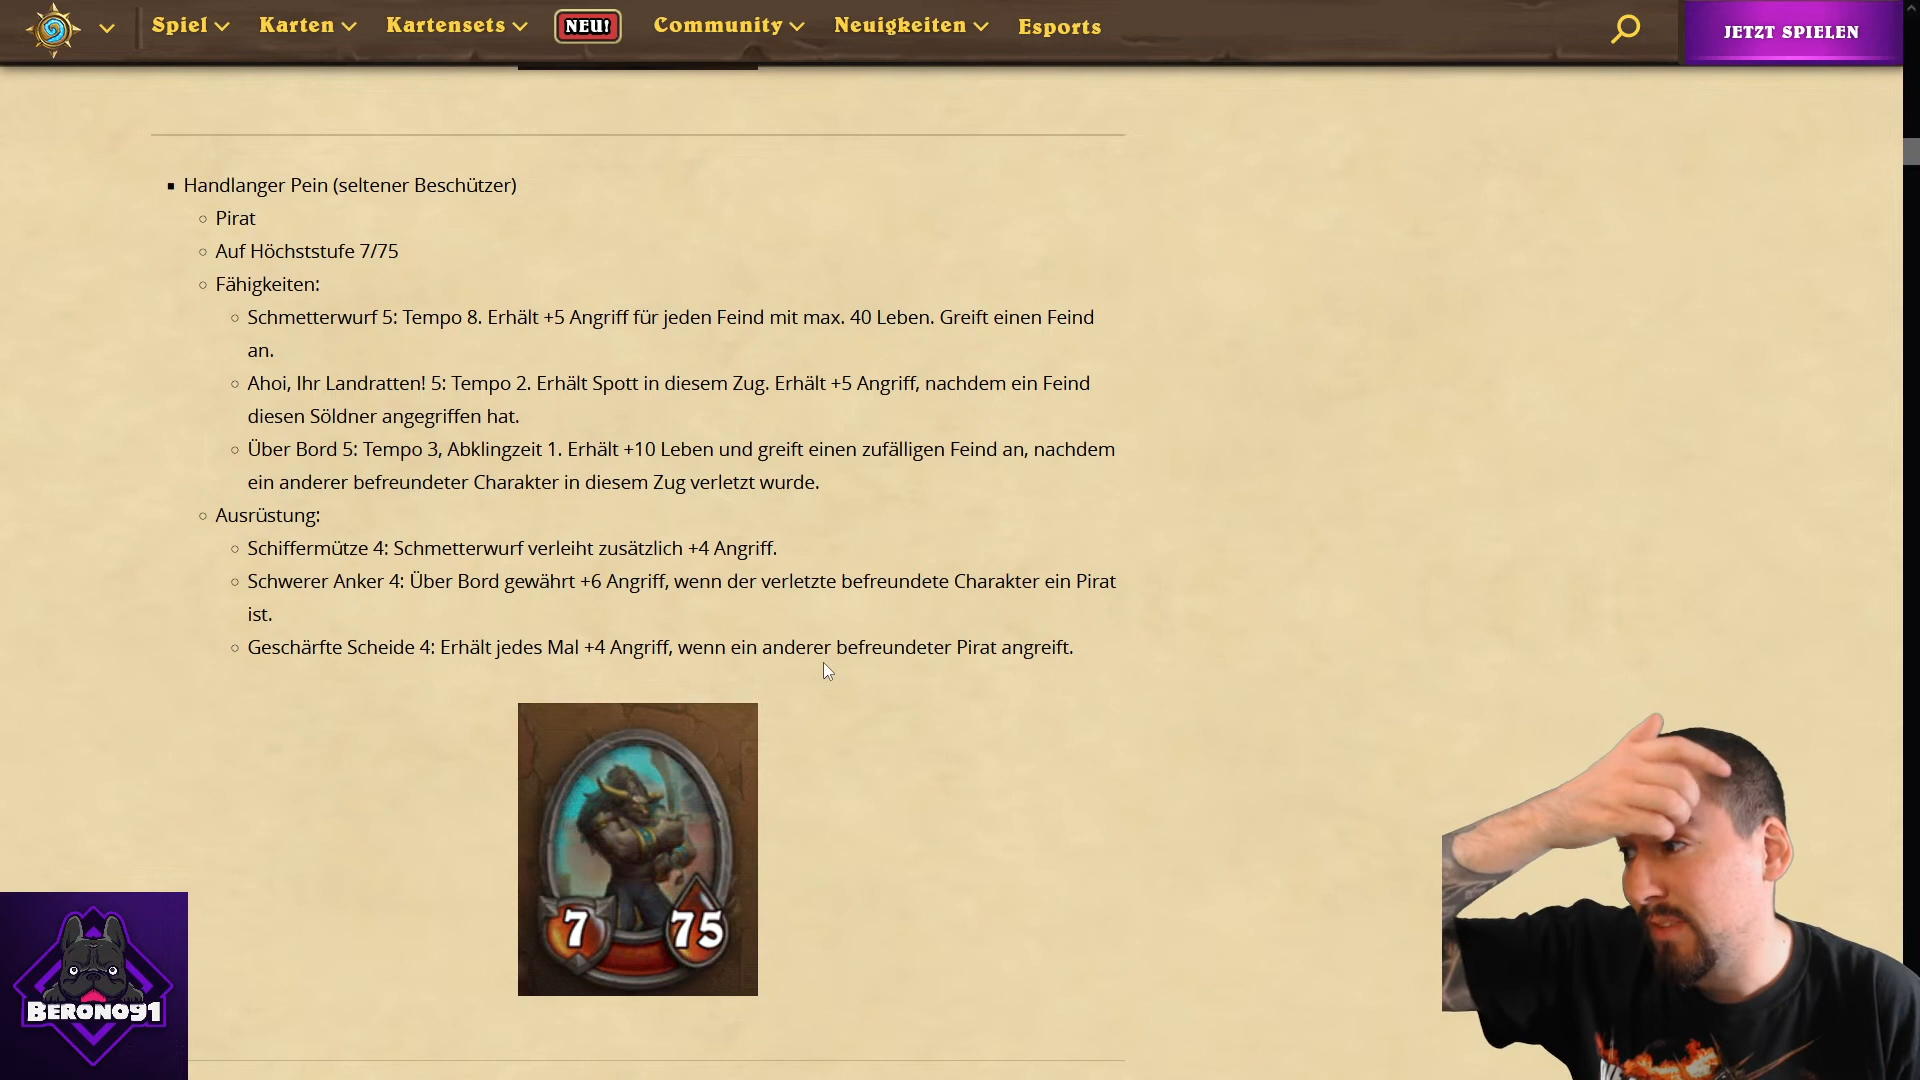 Spiel Karten Kartensets NEU! Community Neuigkeiten Esports JETZT SPIELEN
Handlanger Pein (seltener Beschützer)
Pirat
Auf Höchststufe 7/75
Fähigkeiten:
Schmetterwurf 5: Tempo 8. Erhält +5 Angriff für jeden Feind mit max. 40 Leben. Greift einen Feind
an.
Ahoi, Ihr Landratten! 5: Tempo 2. Erhält Spott in diesem Zug. Erhält +5 Angriff, nachdem ein Feind
diesen Söldner angegriffen hat.
Über Bord 5: Tempo 3, Abklingzeit 1. Erhält +10 Leben und greift einen zufälligen Feind an, nachdem
ein anderer befreundeter Charakter in diesem Zug verletzt wurde.
Ausrüstung:
Schiffermütze 4: Schmetterwurf verleiht zusätzlich +4 Angriff.
Schwerer Anker 4: Über Bord gewährt +6 Angriff, wenn der verletzte befreundete Charakter ein Pirat
ist.
Geschärfte Scheide 4: Erhält jedes Mal +4 Angriff, wenn ein anderer befreundeter Pirat angreift.
7 75
BERONO91